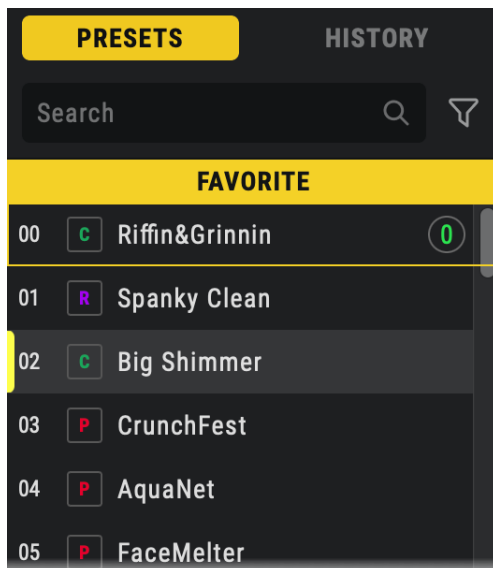 PRESETS HISTORY
Search
FAVORITE
00 C Riffin&Grinnin 0
01 R Spanky Clean
02 C Big Shimmer
03 P CrunchFest
04 P AquaNet
05 P FaceMelter